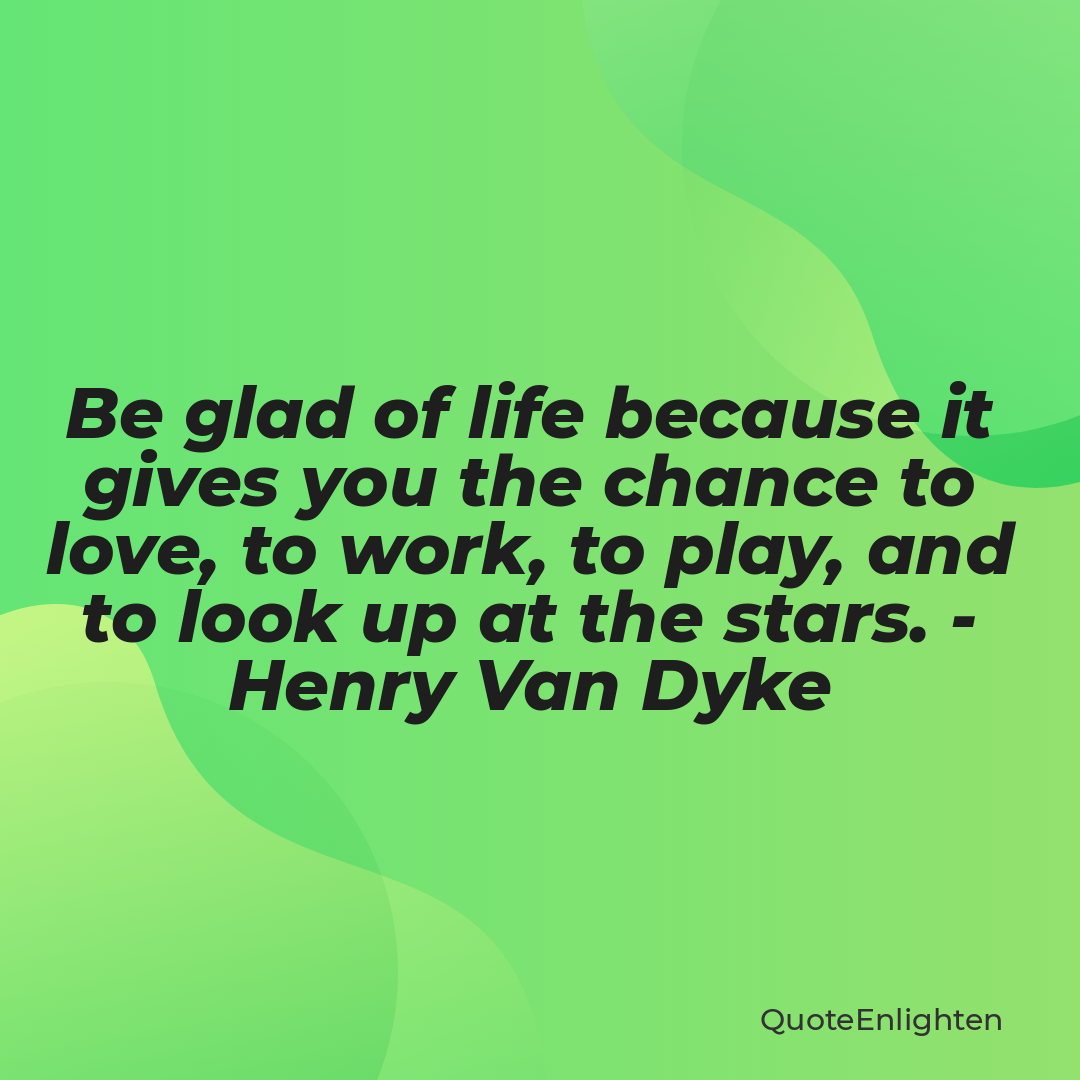 Be glad of life because it
gives you the chance to
love, to work, to play, and
to look up at the stars. -
Henry Van Dyke
QuoteEnlighten